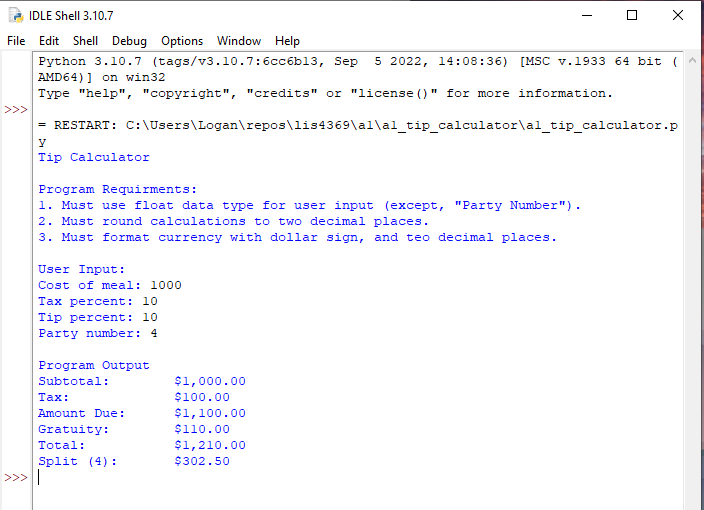 IDLE Shell 3.10.7
File Edit Shell Debug Options Window Help
Python 3.10.7 (tags/v3.10.7:6cc6b13, Sep  5 2022, 14:08:36) [MSC v.1933 64 bit (
AMD64)] on win32
Type "help", "copyright", "credits" or "license()" for more information.
>>>
= RESTART: C:\Users\Logan\repos\lis4369\a1\a1_tip_calculator\a1_tip_calculator.p
y
Tip Calculator
Program Requirments:
1. Must use float data type for user input (except, "Party Number").
2. Must round calculations to two decimal places.
3. Must format currency with dollar sign, and teo decimal places.
User Input:
Cost of meal: 1000
Tax percent: 10
Tip percent: 10
Party number: 4
Program Output
Subtotal: $1,000.00
Tax: $100.00
Amount Due: $1,100.00
Gratuity: $110.00
Total: $1,210.00
Split (4): $302.50
>>>